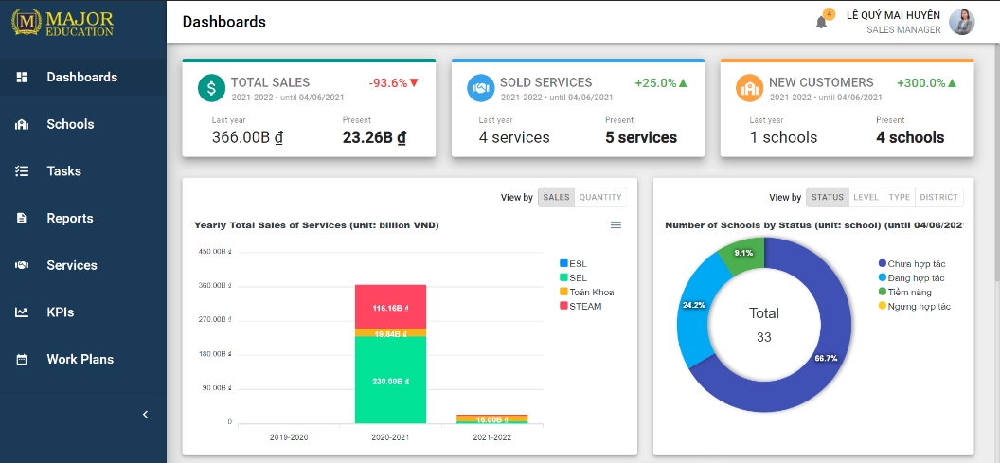 MAJOR
EDUCATION
Dashboards
4
LÊ QUÝ MAI HUYÊN
SALES MANAGER
Dashboards
Schools
Tasks
Reports
Services
KPIs
Work Plans
TOTAL SALES
-93.6%▼
2021-2022 • until 04/06/2021
Last year
Present
366.00B ₫
23.26B ₫
SOLD SERVICES
+25.0%▲
2021-2022 • until 04/06/2021
Last year
Present
4 services
5 services
NEW CUSTOMERS
+300.0%▲
2021-2022 • until 04/06/2021
Last year
Present
1 schools
4 schools
View by SALES QUANTITY
Yearly Total Sales of Services (unit: billion VND)
450.00B ₫
360.00B ₫
270.00B ₫
180.00B ₫
90.00B ₫
0
116.16B ₫
19.84B ₫
230.00B ₫
15.00B ₫
2019-2020
2020-2021
2021-2022
ESL
SEL
Toán Khoa
STEAM
View by STATUS LEVEL TYPE DISTRICT
Number of Schools by Status (unit: school) (until 04/06/202
9.1%
24.2%
66.7%
Total
33
Chưa hợp tác
Đang hợp tác
Tiềm năng
Ngưng hợp tác